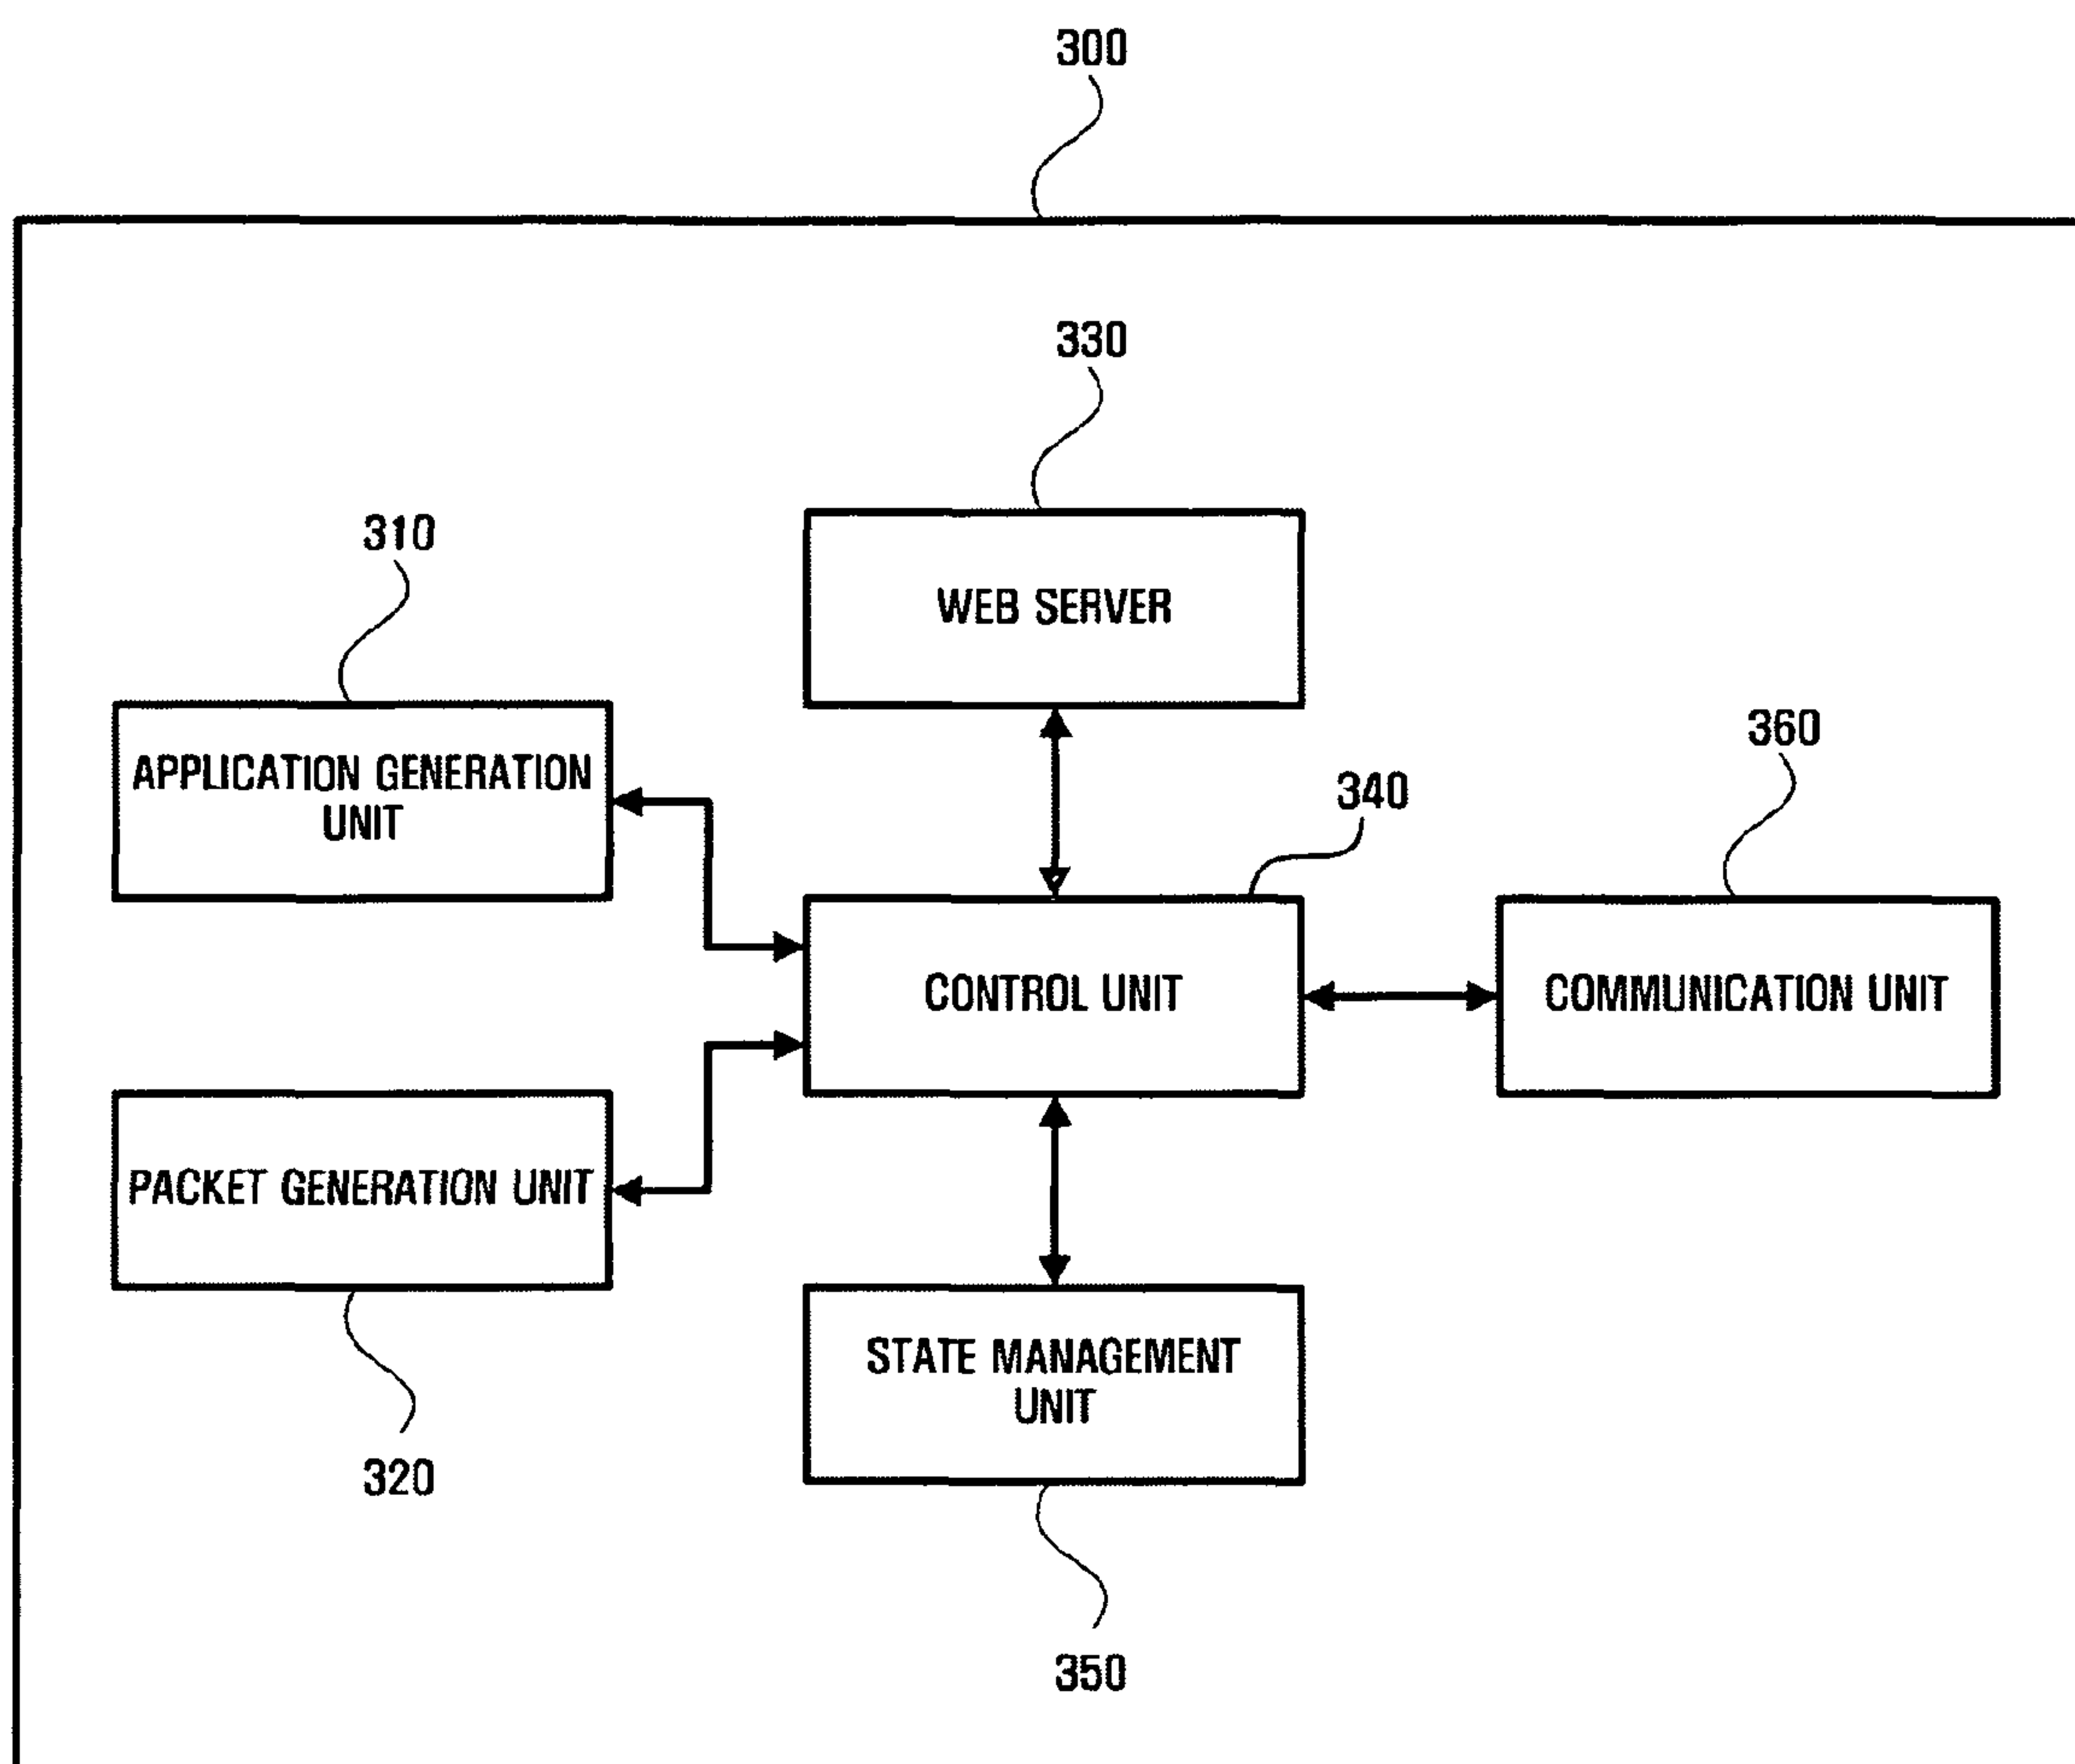 300
330
310
WEB SERVER
360
APPLICATION GENERATION
UNIT
340
CONTROL UNIT
COMMUNICATION UNIT
PACKET GENERATION UNIT
STATE MANAGEMENT
UNIT
320
350